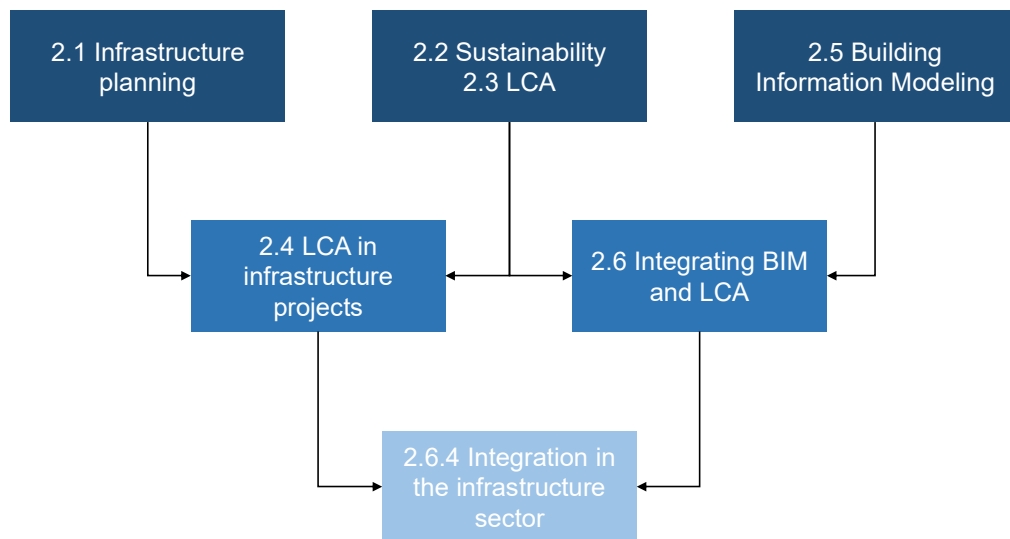 2.1 Infrastructure
planning
2.2 Sustainability
2.3 LCA
2.5 Building
Information Modeling
2.4 LCA in
infrastructure
projects
2.6 Integrating BIM
and LCA
2.6.4 Integration in
the infrastructure
sector